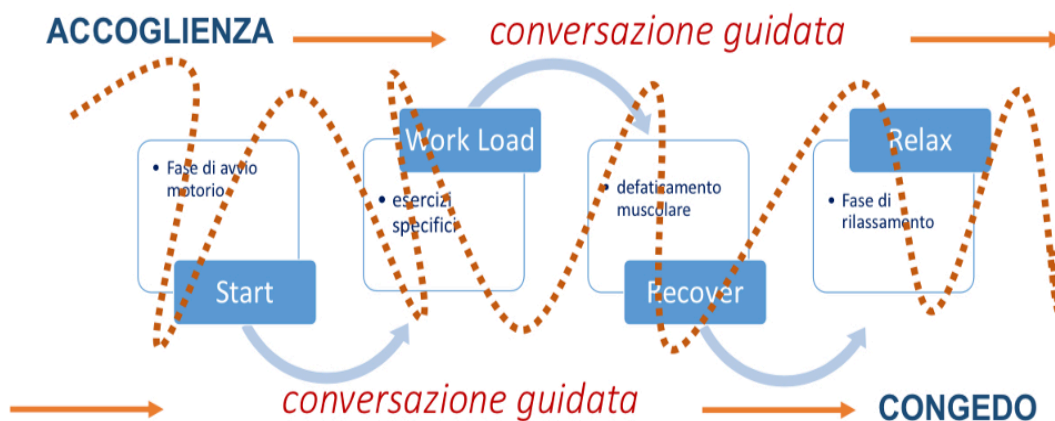 ACCOGLIENZA
conversazione guidata
Work Load
Relax
• Fase di avvio
motorio
• esercizi
specifici
• defaticamento
muscolare
• Fase di
rilassamento
Start
Recover
conversazione guidata
CONGEDO